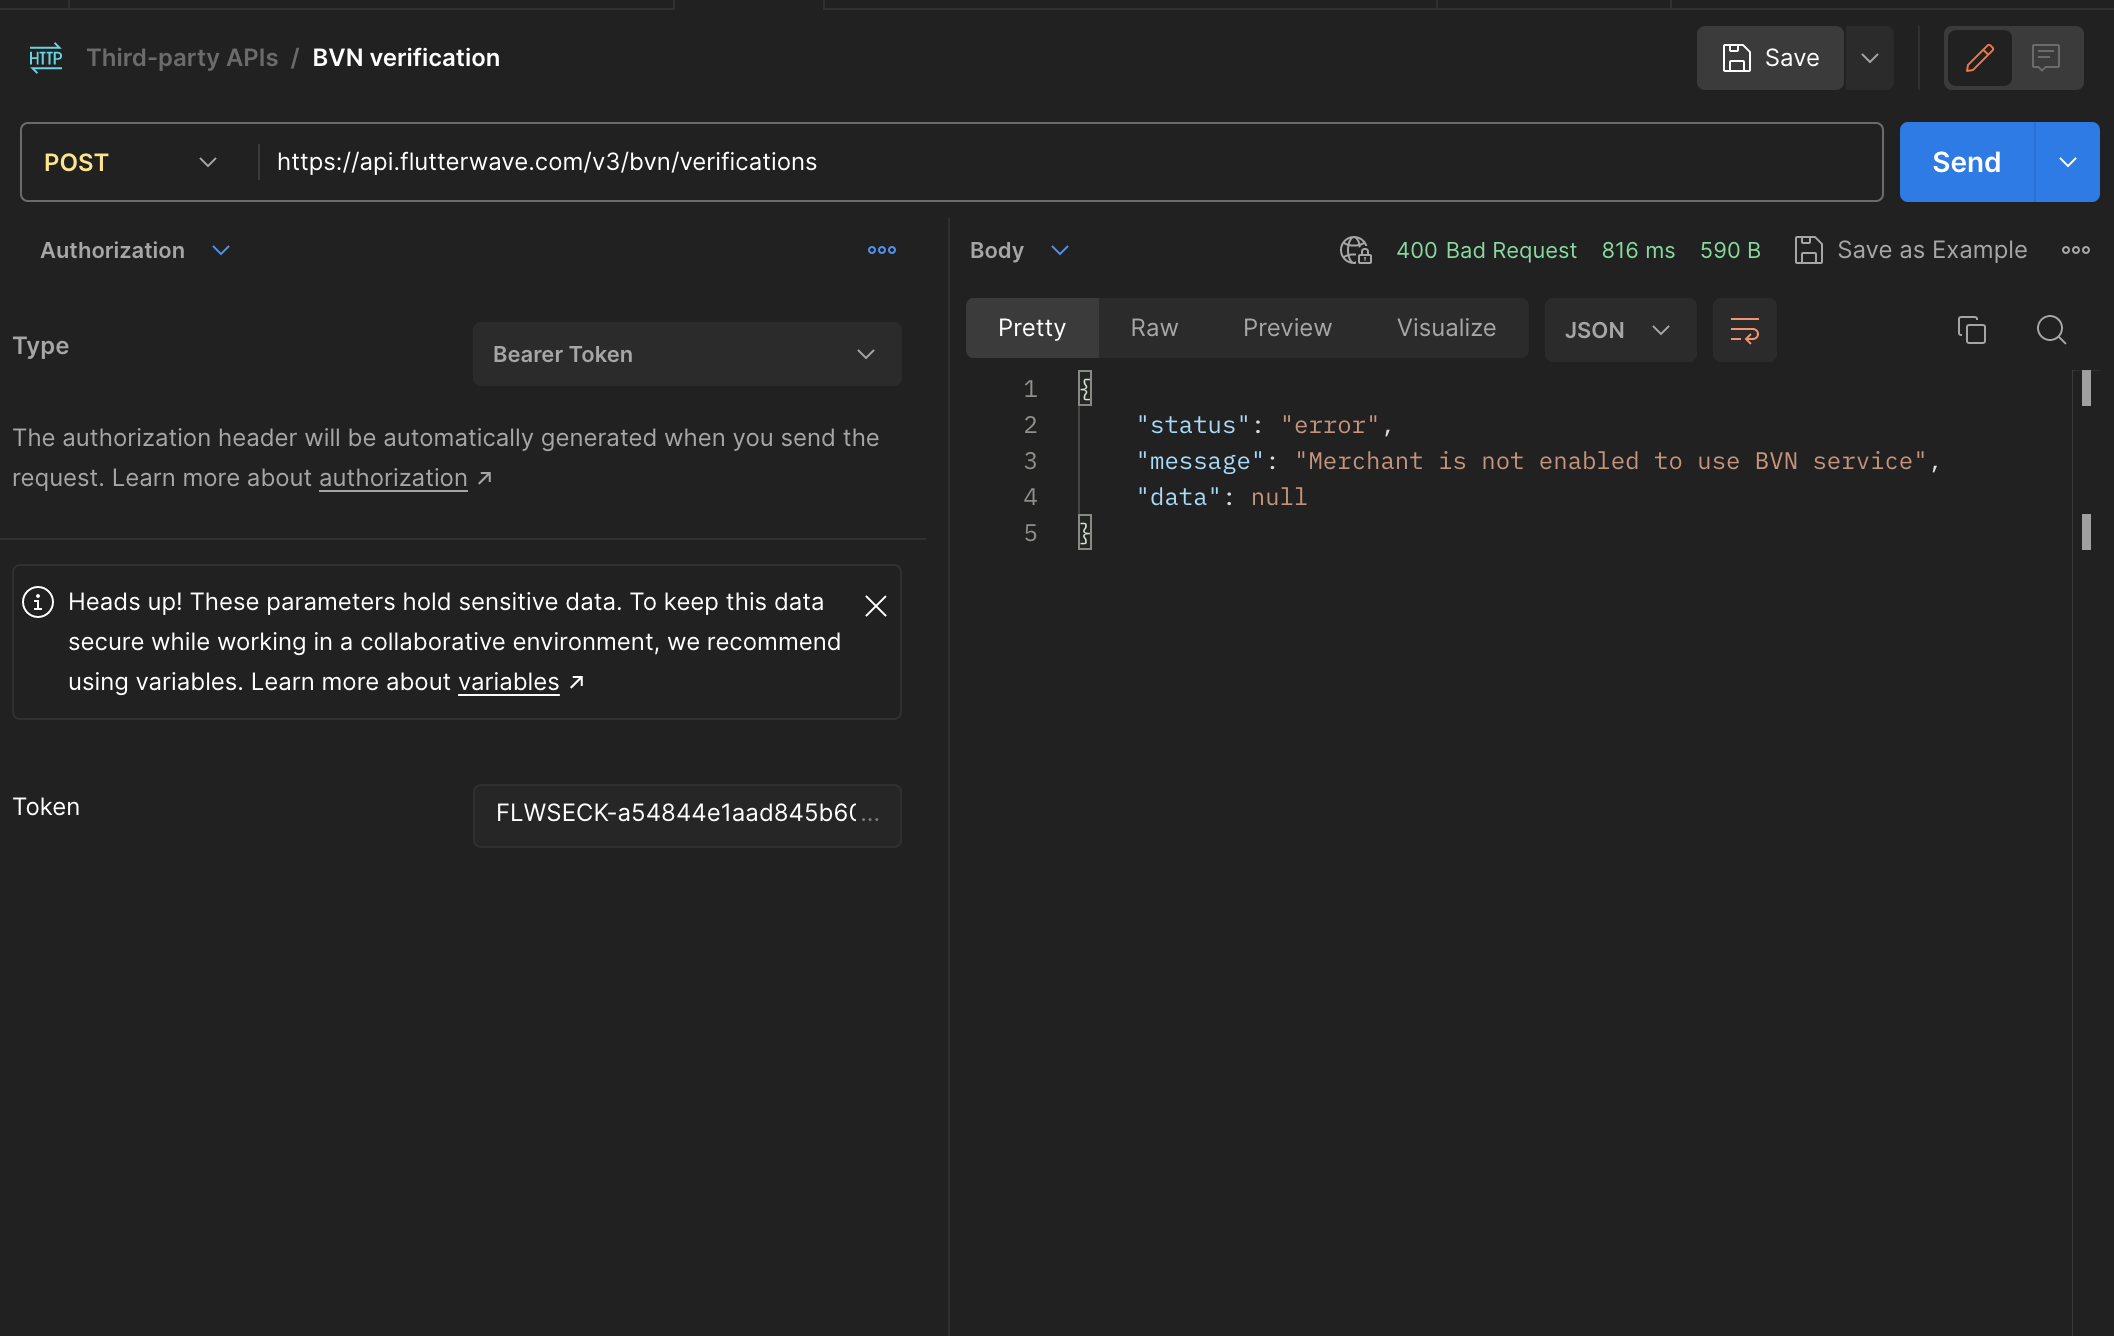 HTTP Third-party APIs / BVN verification
Save
POST
https://api.flutterwave.com/v3/bvn/verifications
Send
Authorization
Body
400 Bad Request 816 ms 590 B
Save as Example
Type
Bearer Token
The authorization header will be automatically generated when you send the
request. Learn more about authorization ↗
Heads up! These parameters hold sensitive data. To keep this data
secure while working in a collaborative environment, we recommend
using variables. Learn more about variables ↗
Token
FLWSECK-a54844e1aad845b60...
Pretty Raw Preview Visualize
JSON
1 {
2 "status": "error",
3 "message": "Merchant is not enabled to use BVN service",
4 "data": null
5 }